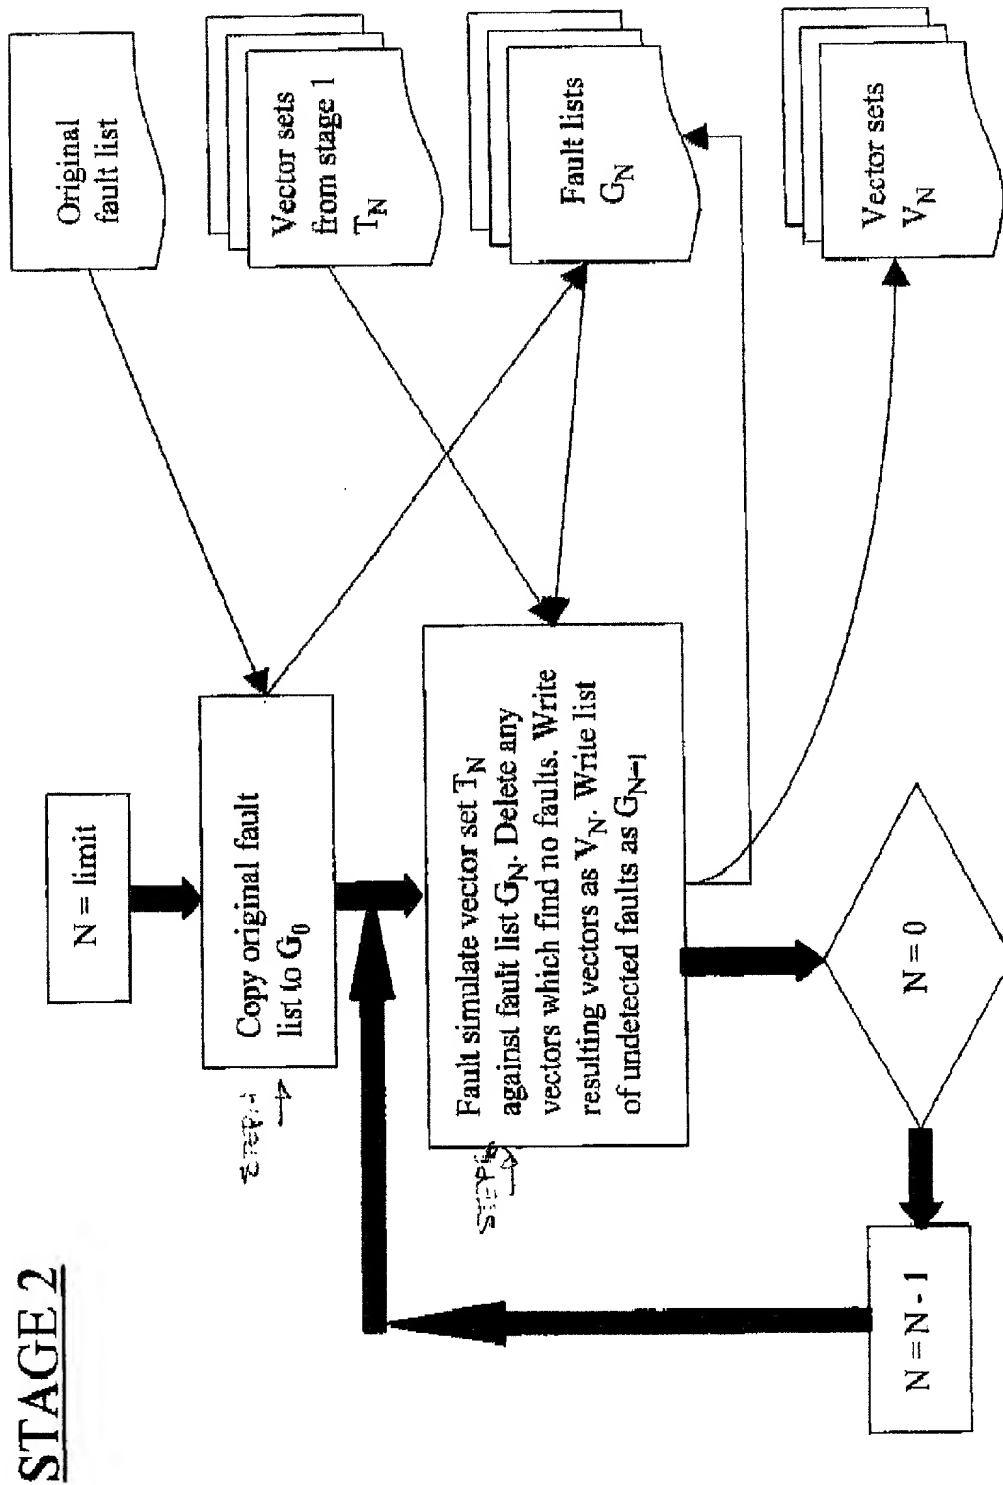 STAGE 2
N = limit
Copy original fault
list to G0
Fault simulate vector set TN
against fault list GN. Delete any
vectors which find no faults. Write
resulting vectors as VN. Write list
of undetected faults as GN-1
N = 0
N = N - 1
Original
fault list
Vector sets
from stage 1
TN
Fault lists
GN
Vector sets
VN